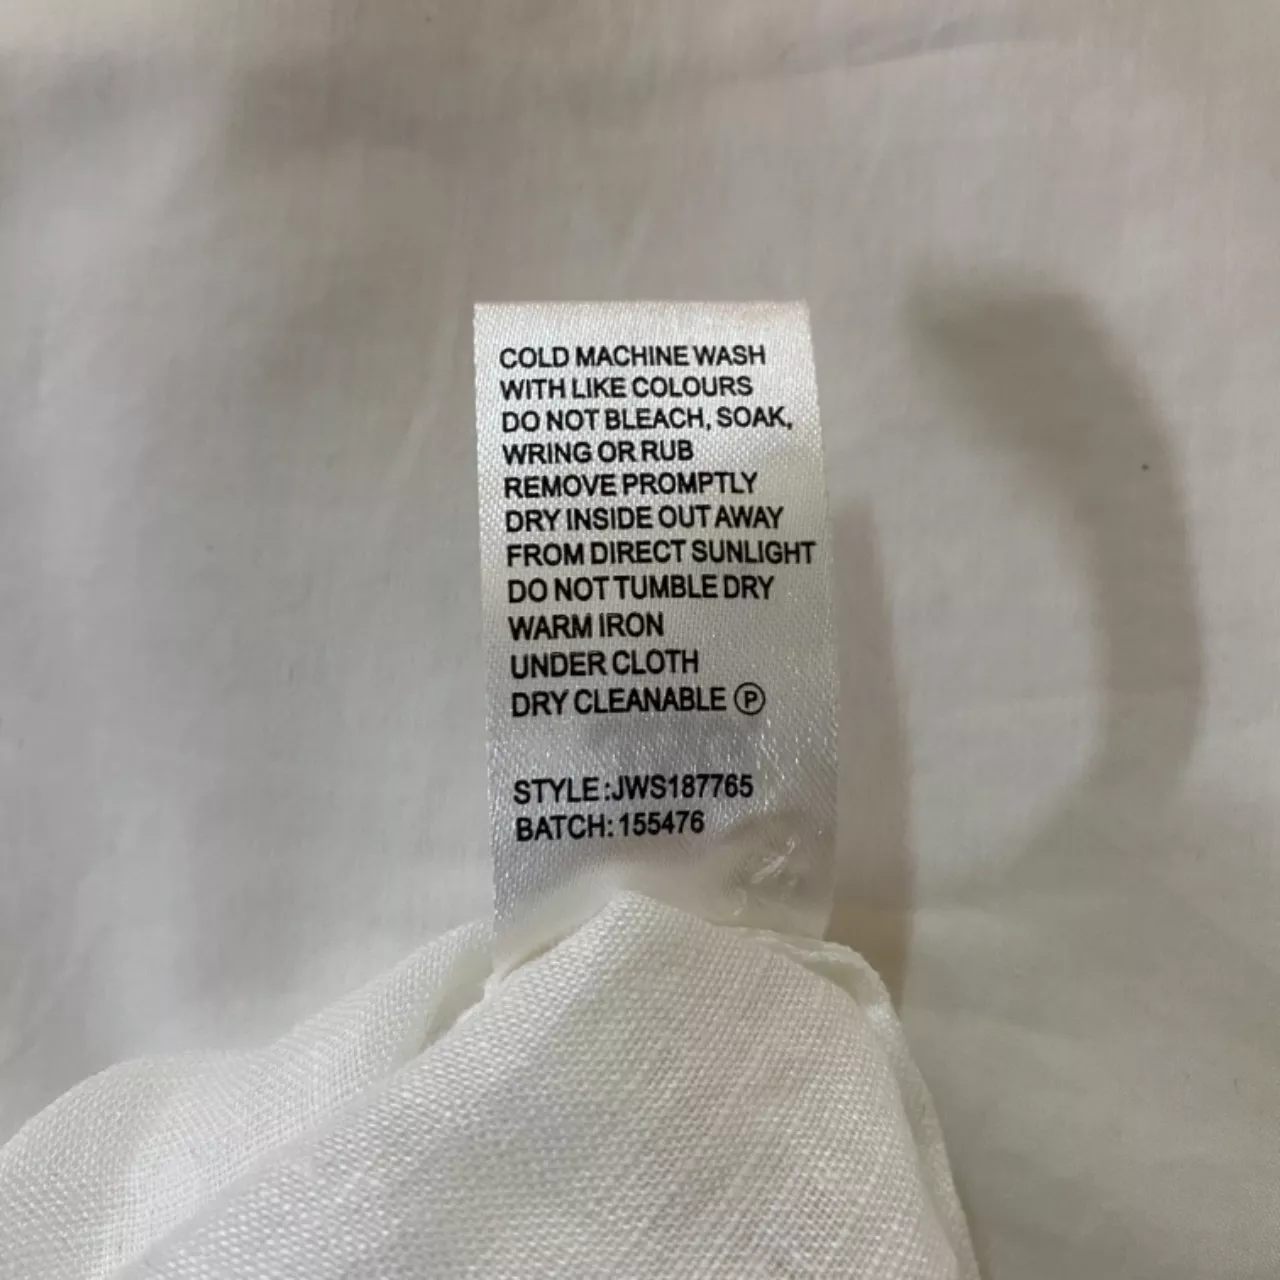 COLD MACHINE WASH
WITH LIKE COLOURS
DO NOT BLEACH, SOAK,
WRING OR RUB
REMOVE PROMPTLY
DRY INSIDE OUT AWAY
FROM DIRECT SUNLIGHT
DO NOT TUMBLE DRY
WARM IRON
UNDER CLOTH
DRY CLEANABLE Ⓟ
STYLE:JWS187765
BATCH: 155476